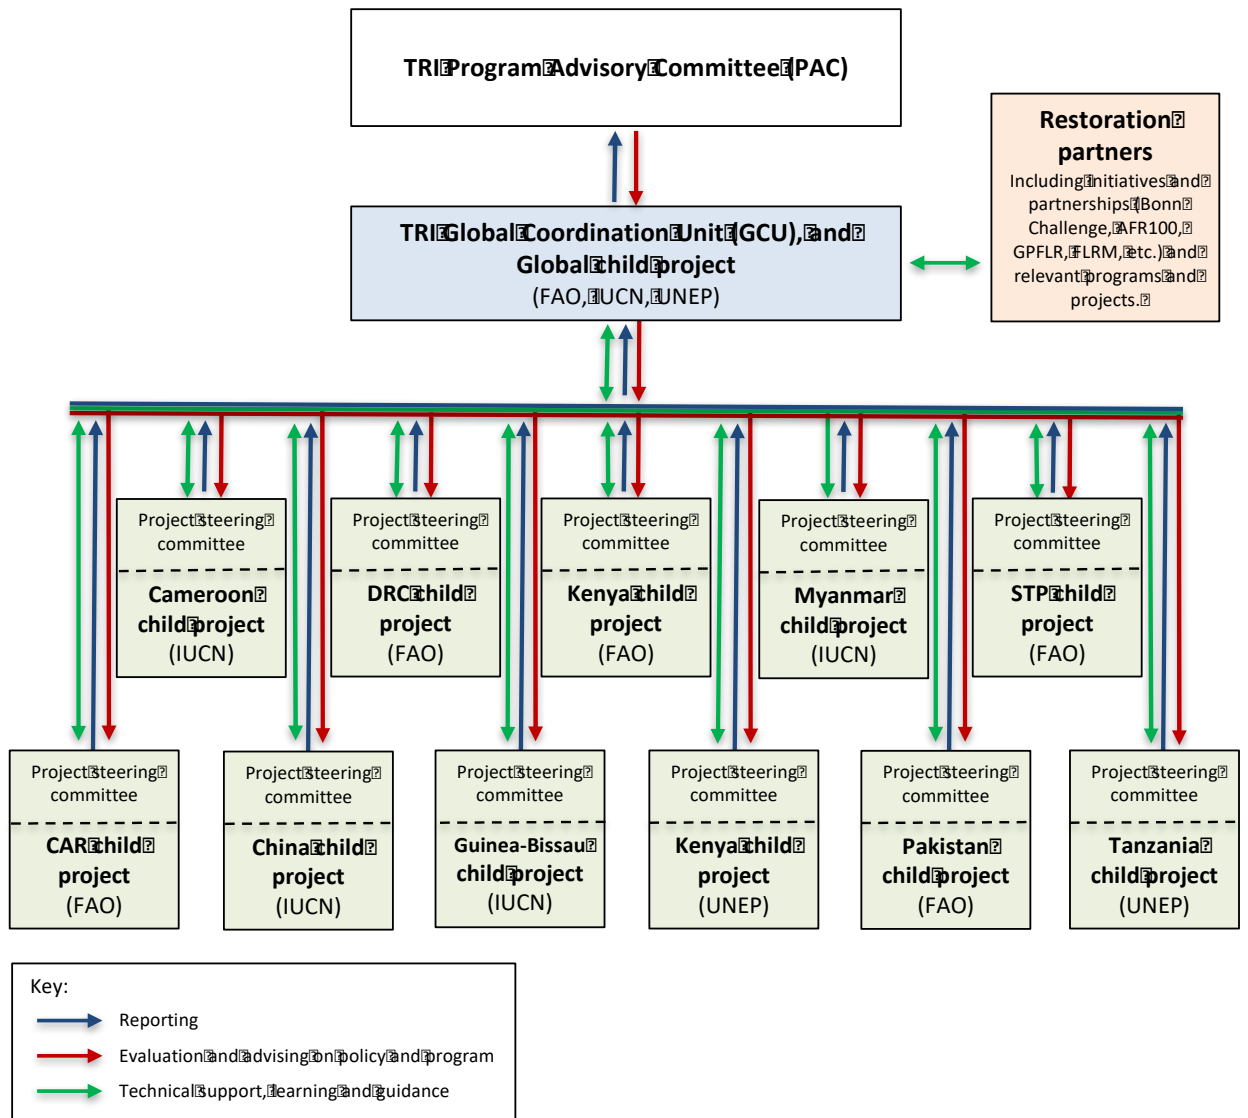 TRI Program Advisory Committee (PAC)
Restoration
partners
Including initiatives and
partnerships (Bonn
Challenge, AFR100,
GPFLR, FLRM, etc.) and
relevant programs and
projects.
TRI Global Coordination Unit (GCU), and
Global child project
(FAO, IUCN, UNEP)
Project steering
committee
Cameroon
child project
(IUCN)
Project steering
committee
DRC child
project
(FAO)
Project steering
committee
Kenya child
project
(FAO)
Project steering
committee
Myanmar
child project
(IUCN)
Project steering
committee
STP child
project
(FAO)
Project steering
committee
CAR child
project
(FAO)
Project steering
committee
China child
project
(IUCN)
Project steering
committee
Guinea-Bissau
child project
(IUCN)
Project steering
committee
Kenya child
project
(UNEP)
Project steering
committee
Pakistan
child project
(FAO)
Project steering
committee
Tanzania
child project
(UNEP)
Key:
Reporting
Evaluation and advising on policy and program
Technical support, learning and guidance